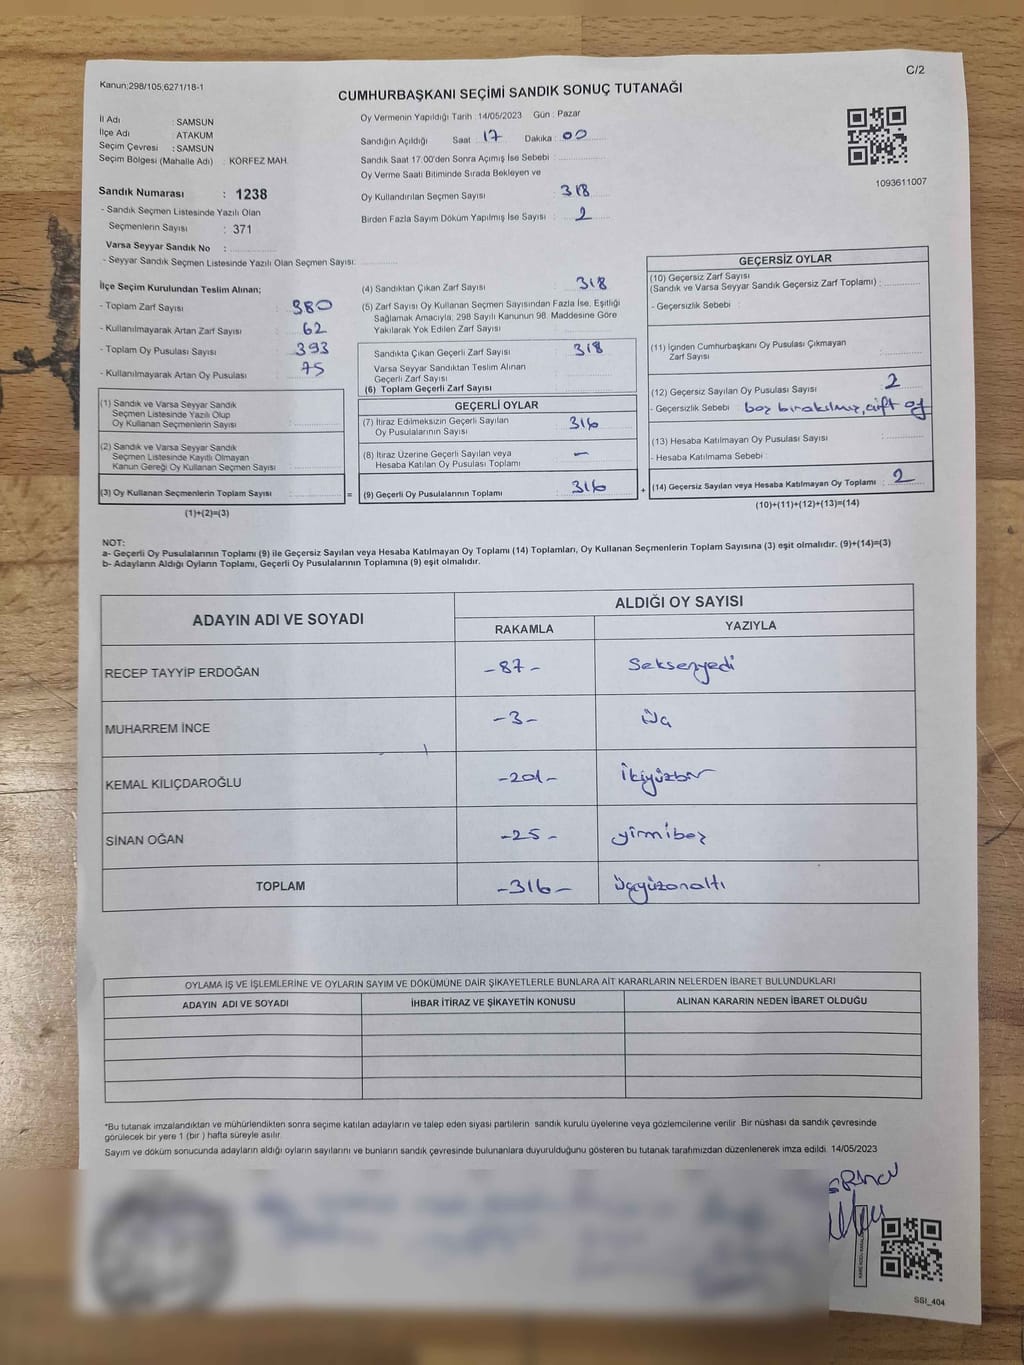 C/2
Kanun;298/105,6271/18-1
CUMHURBAŞKANI SEÇİMİ SANDIK SONUÇ TUTANAĞI
İl Adı : SAMSUN
İlçe Adı : ATAKUM
Seçim Çevresi : SAMSUN
Seçim Bölgesi (Mahalle Adı) : KÖRFEZ MAH.
Sandık Numarası : 1238
- Sandık Seçmen Listesinde Yazılı Olan
Seçmenlerin Sayısı : 371
Varsa Seyyar Sandık No :
- Seyyar Sandık Seçmen Listesinde Yazılı Olan Seçmen Sayısı:
Oy Vermenin Yapıldığı Tarih : 14/05/2023 Gün : Pazar
Sandığın Açıldığı Saat : 17 Dakika : 00
Sandık Saat 17.00'den Sonra Açımış İse Sebebi :
Oy Verme Saati Bitiminde Sırada Bekleyen ve
Oy Kullandırılan Seçmen Sayısı : 318
Birden Fazla Sayım Döküm Yapılmış İse Sayısı : 2
1093611007
İlçe Seçim Kurulundan Teslim Alınan;
- Toplam Zarf Sayısı : 380
- Kullanılmayarak Artan Zarf Sayısı : 62
- Toplam Oy Pusulası Sayısı : 393
- Kullanılmayarak Artan Oy Pusulası : 75
(1) Sandık ve Varsa Seyyar Sandık
Seçmen Listesinde Yazılı Olup
Oy Kullanan Seçmenlerin Sayısı :
(2) Sandık ve Varsa Seyyar Sandık
Seçmen Listesinde Kayıtlı Olmayan
Kanun Gereği Oy Kullanan Seçmen Sayısı :
(3) Oy Kullanan Seçmenlerin Toplam Sayısı : =
(1)+(2)=(3)
(4) Sandıktan Çıkan Zarf Sayısı : 318
(5) Zarf Sayısı Oy Kullanan Seçmen Sayısından Fazla İse, Eşitliği
Sağlamak Amacıyla, 298 Sayılı Kanunun 98. Maddesine Göre
Yakılarak Yok Edilen Zarf Sayısı :
Sandıkta Çıkan Geçerli Zarf Sayısı : 318
Varsa Seyyar Sandıktan Teslim Alınan
Geçerli Zarf Sayısı :
(6) Toplam Geçerli Zarf Sayısı :
GEÇERLİ OYLAR
(7) İtiraz Edilmeksizin Geçerli Sayılan
Oy Pusulalarının Sayısı : 316
(8) İtiraz Üzerine Geçerli Sayılan veya
Hesaba Katılan Oy Pusulası Toplamı : —
(9) Geçerli Oy Pusulalarının Toplamı : 316 +
GEÇERSİZ OYLAR
(10) Geçersiz Zarf Sayısı
(Sandık ve Varsa Seyyar Sandık Geçersiz Zarf Toplamı) :
- Geçersizlik Sebebi :
(11) İçinden Cumhurbaşkanı Oy Pusulası Çıkmayan
Zarf Sayısı :
(12) Geçersiz Sayılan Oy Pusulası Sayısı : 2
- Geçersizlik Sebebi : boş bırakılmış, çift oy
(13) Hesaba Katılmayan Oy Pusulası Sayısı :
- Hesaba Katılmama Sebebi :
(14) Geçersiz Sayılan veya Hesaba Katılmayan Oy Toplamı : 2
(10)+(11)+(12)+(13)=(14)
NOT:
a- Geçerli Oy Pusulalarının Toplamı (9) ile Geçersiz Sayılan veya Hesaba Katılmayan Oy Toplamı (14) Toplamları, Oy Kullanan Seçmenlerin Toplam Sayısına (3) eşit olmalıdır. (9)+(14)=(3)
b- Adayların Aldığı Oyların Toplamı, Geçerli Oy Pusulalarının Toplamına (9) eşit olmalıdır.
ADAYIN ADI VE SOYADI ALDIĞI OY SAYISI
RAKAMLA YAZIYLA
RECEP TAYYİP ERDOĞAN -87- Seksenyedi
MUHARREM İNCE -3- Üç
KEMAL KILIÇDAROĞLU -201- İkiyüzbir
SİNAN OĞAN -25- yirmibeş
TOPLAM -316- Üçyüzonaltı
OYLAMA İŞ VE İŞLEMLERİNE VE OYLARIN SAYIM VE DÖKÜMÜNE DAİR ŞİKAYETLERLE BUNLARA AİT KARARLARIN NELERDEN İBARET BULUNDUKLARI
ADAYIN ADI VE SOYADI İHBAR İTİRAZ VE ŞİKAYETİN KONUSU ALINAN KARARIN NEDEN İBARET OLDUĞU
*Bu tutanak imzalandıktan ve mühürlendikten sonra seçime katılan adayların ve talep eden siyasi partilerin sandık kurulu üyelerine veya gözlemcilerine verilir. Bir nüshası da sandık çevresinde
görülecek bir yere 1 (bir ) hafta süreyle asılır.
Sayım ve döküm sonucunda adayların aldığı oyların sayılarını ve bunların sandık çevresinde bulunanlara duyurulduğunu gösteren bu tutanak tarafımızdan düzenlenerek imza edildi. 14/05/2023
SSI_404